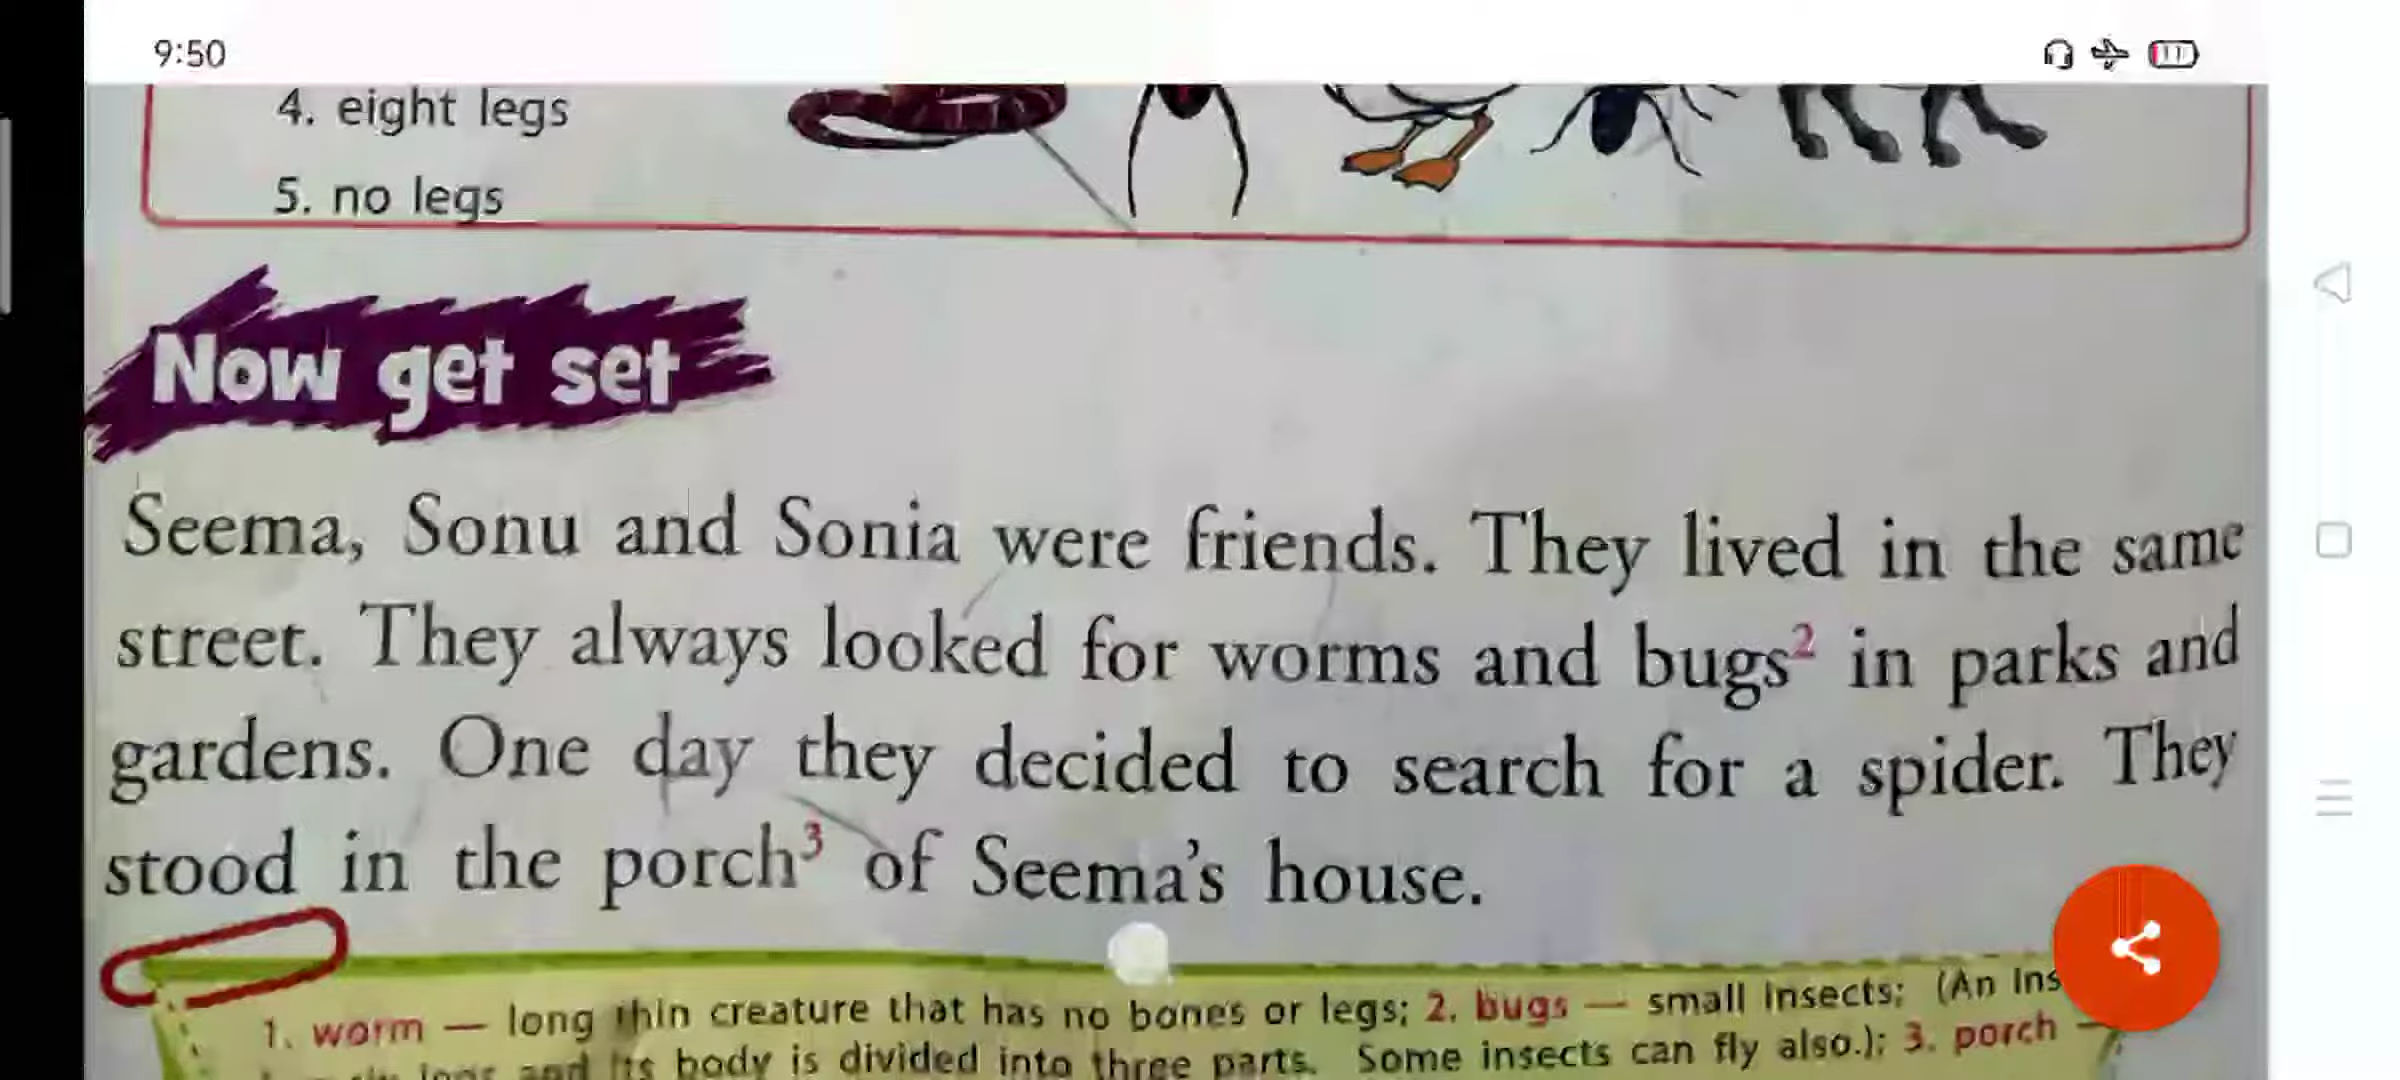 9:50
4. eight legs
5. no legs
Now get set
Seema, Sonu and Sonia were friends. They lived in the same
street. They always looked for worms and bugs² in parks and
gardens. One day they decided to search for a spider. They
stood in the porch³ of Seema's house.
1. worm — long thin creature that has no bones or legs; 2. bugs — small insects; (An Ins
legs and its body is divided into three parts. Some insects can fly also.); 3. porch —